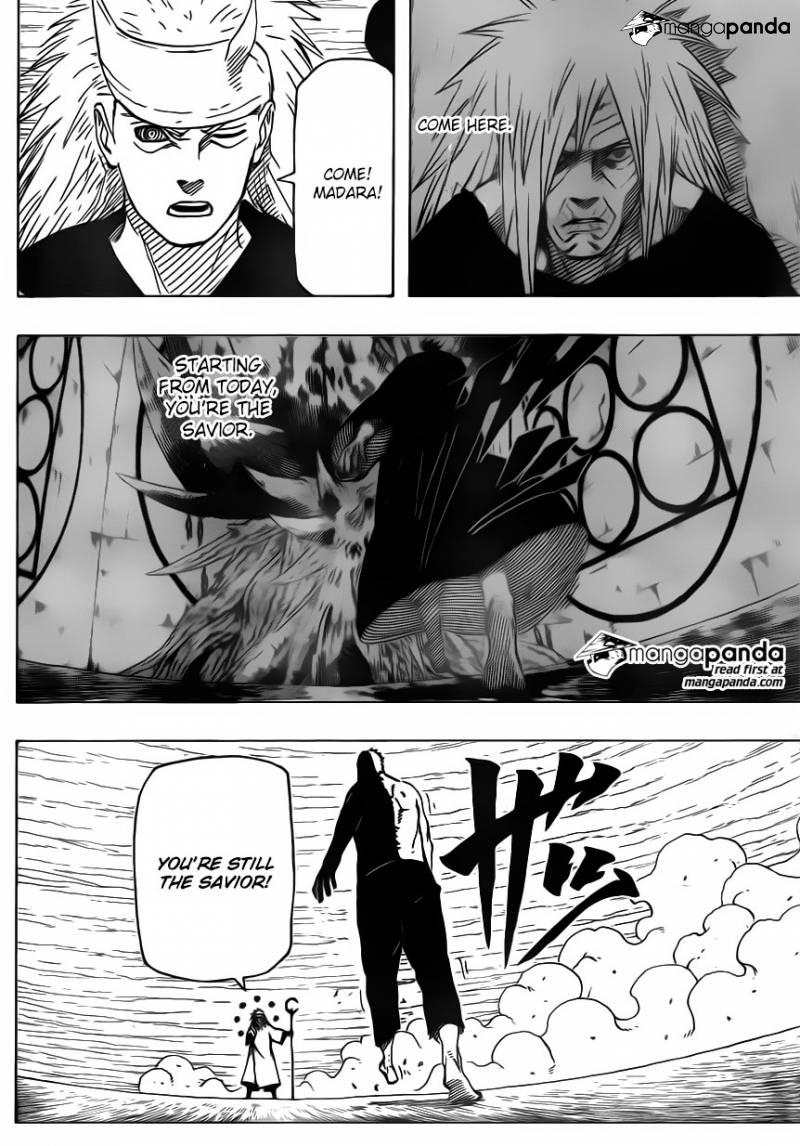 mangapanda
COME!
MADARA!
COME HERE.
STARTING
FROM TODAY,
YOU'RE THE
SAVIOR.
mangapanda
read first at
mangapanda.com
YOU'RE STILL
THE SAVIOR!
ザッ